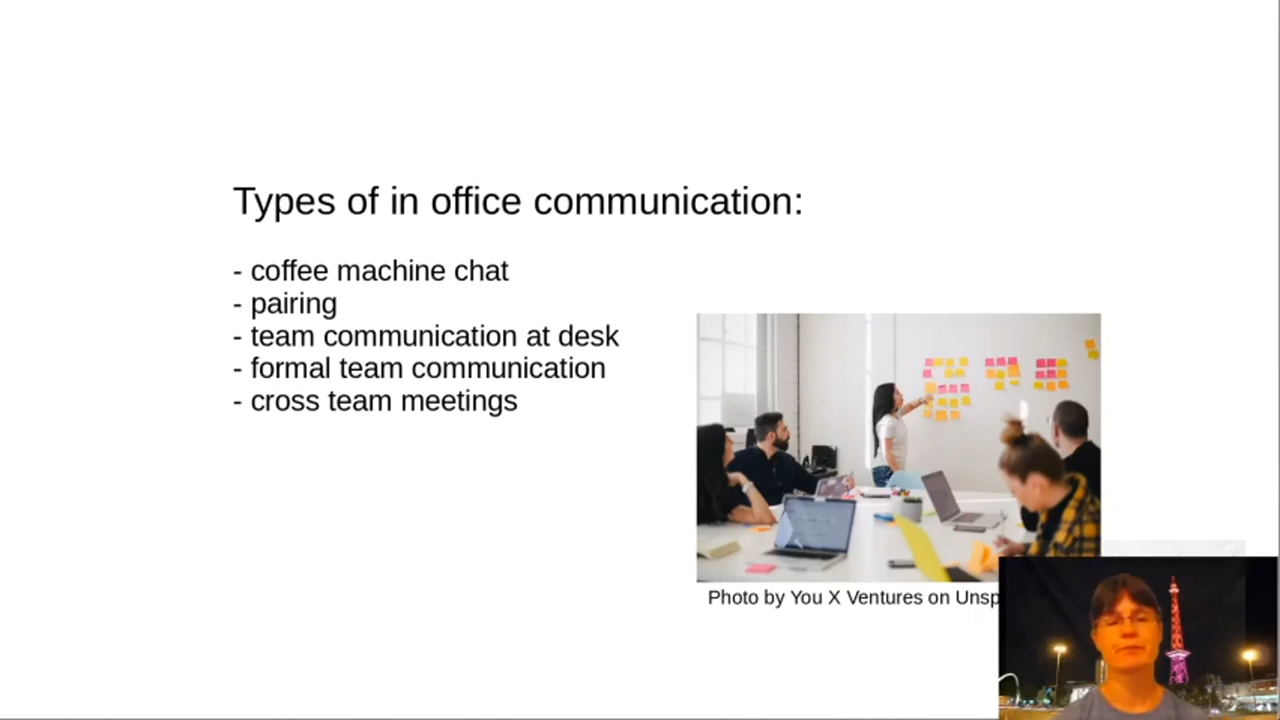 Types of in office communication:
- coffee machine chat
- pairing
- team communication at desk
- formal team communication
- cross team meetings
Photo by You X Ventures on